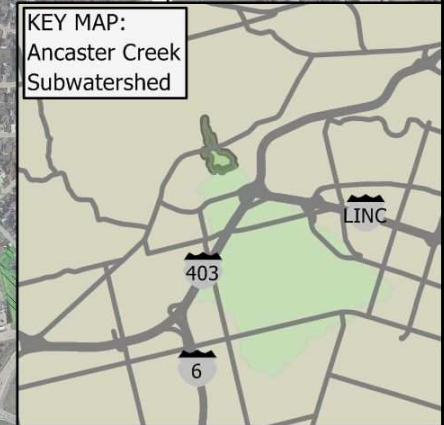 KEY MAP:
Ancaster Creek
Subwatershed
LINC
403
6